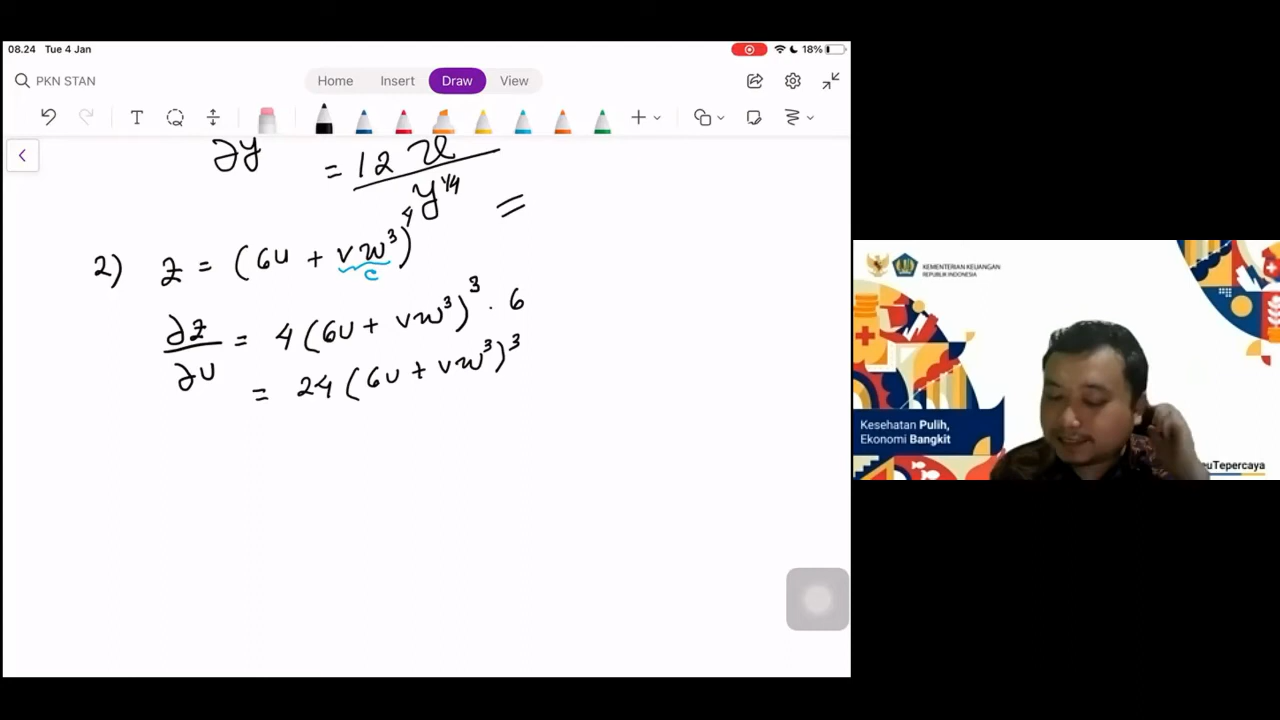 08.24 Tue 4 Jan
18%
PKN STAN
Home Insert Draw View
T
∂y = 12 x
y^1/4 =
2) z = (6u + vw³)⁴
c
∂z/∂u = 4 (6u + vw³)³ . 6
= 24 (6u + vw³)³
KEMENTERIAN KEUANGAN
REPUBLIK INDONESIA
Kesehatan Pulih,
Ekonomi Bangkit
uTepercaya